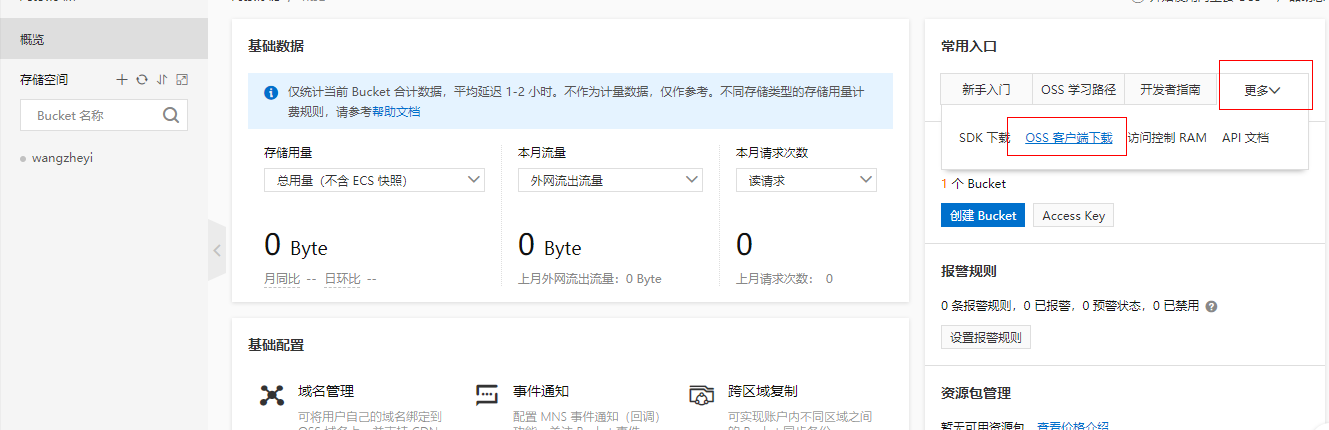 概览
存储空间
Bucket 名称
wangzheyi
基础数据
仅统计当前 Bucket 合计数据，平均延迟 1-2 小时。不作为计量数据，仅作参考。不同存储类型的存储用量计
费规则，请参考帮助文档
存储用量
本月流量
本月请求次数
总用量（不含 ECS 快照）
外网流出流量
读请求
0 Byte
0 Byte
0
月同比 -- 日环比 --
上月外网流出流量：0 Byte
上月请求次数： 0
基础配置
域名管理
可将用户自己的域名绑定到
事件通知
配置 MNS 事件通知（回调）
跨区域复制
可实现账户内不同区域之间
常用入口
新手入门
OSS 学习路径
开发者指南
更多
SDK 下载
OSS 客户端下载
访问控制 RAM
API 文档
1 个 Bucket
创建 Bucket
Access Key
报警规则
0 条报警规则，0 已报警，0 预警状态，0 已禁用
设置报警规则
资源包管理
暂无可用资源包 查看价格介绍